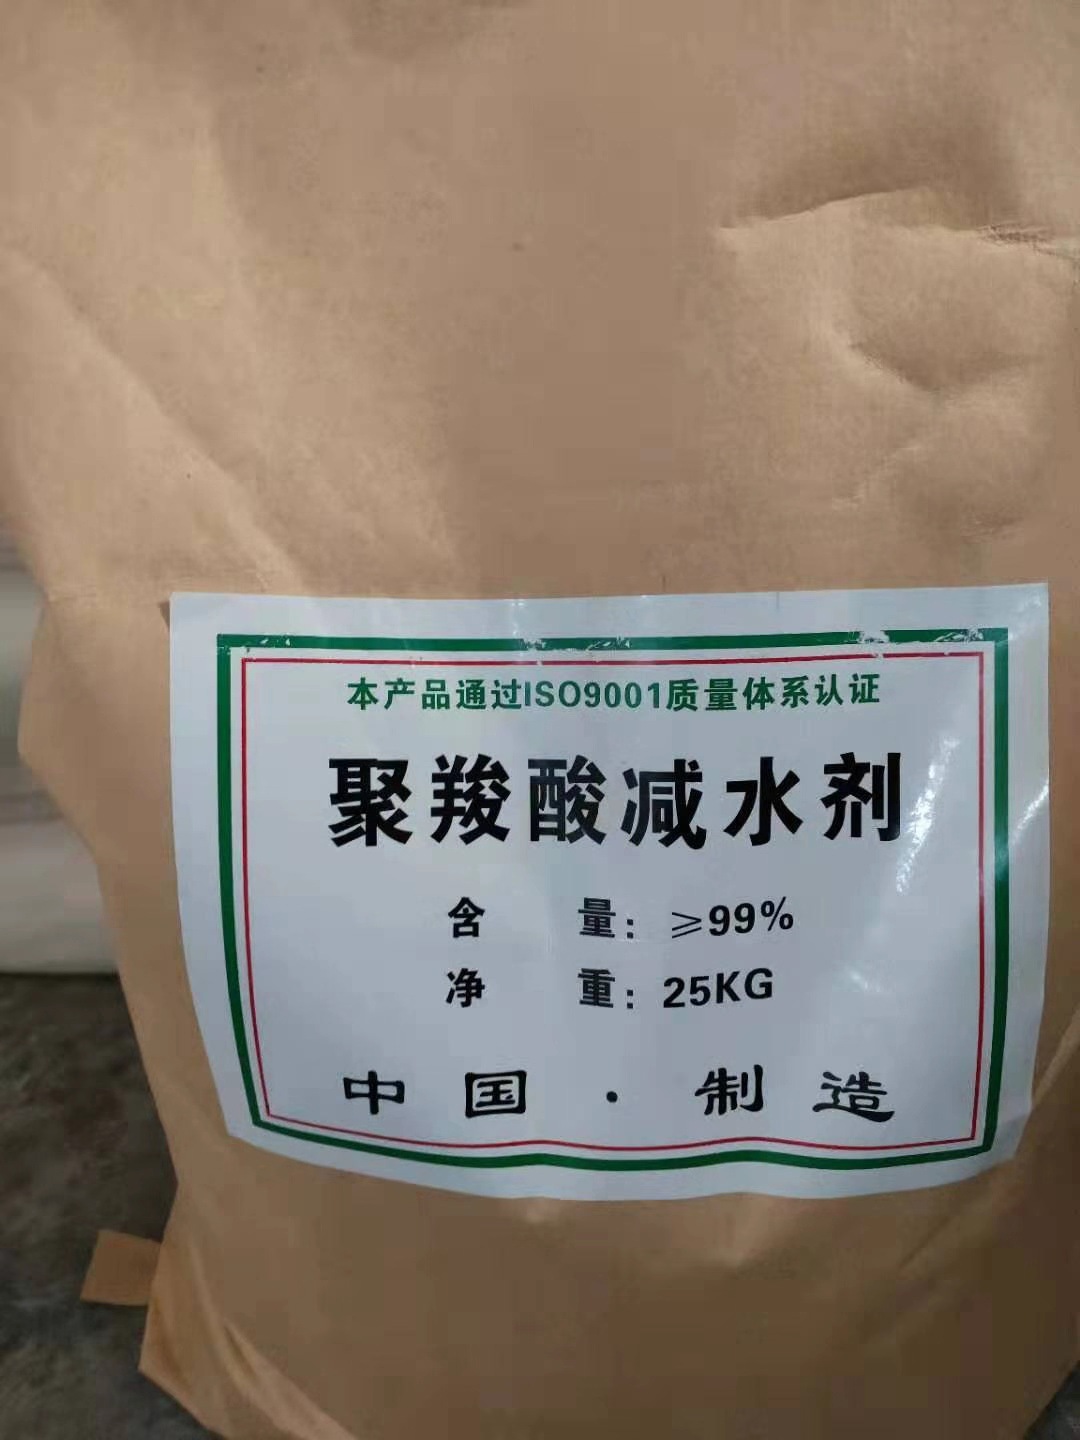 本产品通过ISO9001质量体系认证
聚羧酸减水剂
含 量：≥99%
净 重：25KG
中国·制造